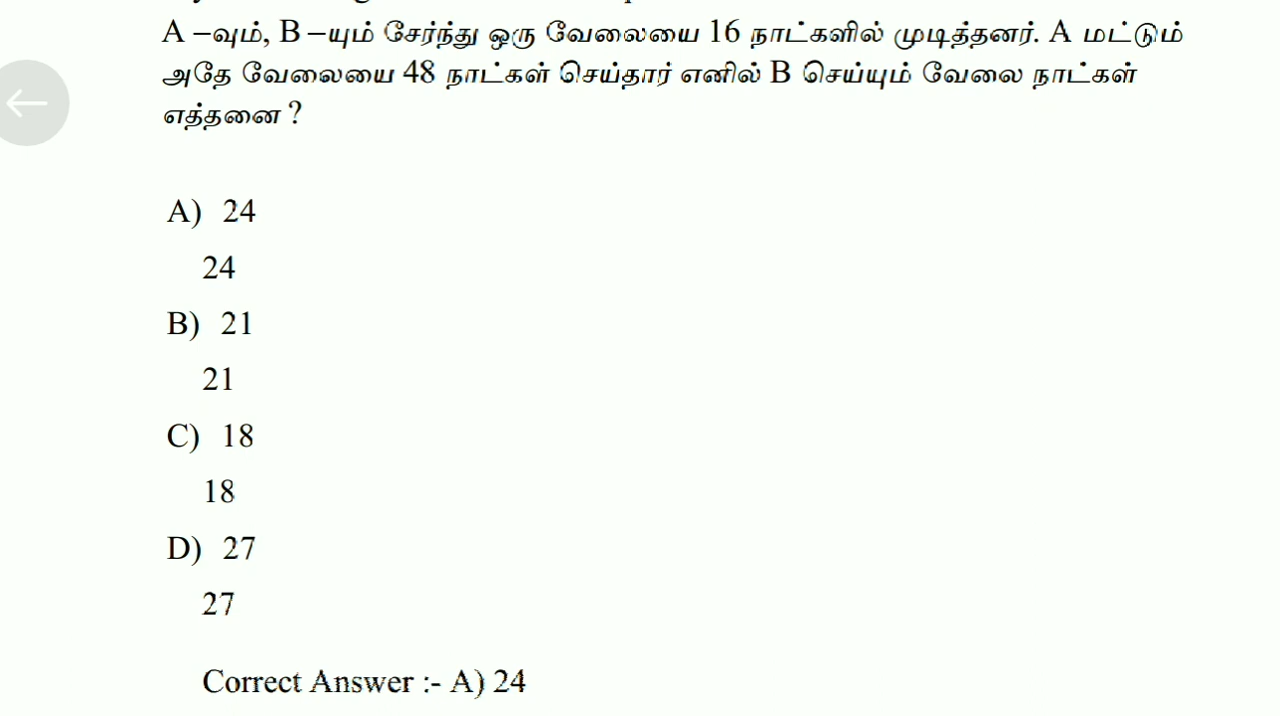 A –வும், B –யும் சேர்ந்து ஒரு வேலையை 16 நாட்களில் முடித்தனர். A மட்டும்
அதே வேலையை 48 நாட்கள் செய்தார் எனில் B செய்யும் வேலை நாட்கள்
எத்தனை ?
A) 24
24
B) 21
21
C) 18
18
D) 27
27
Correct Answer :- A) 24